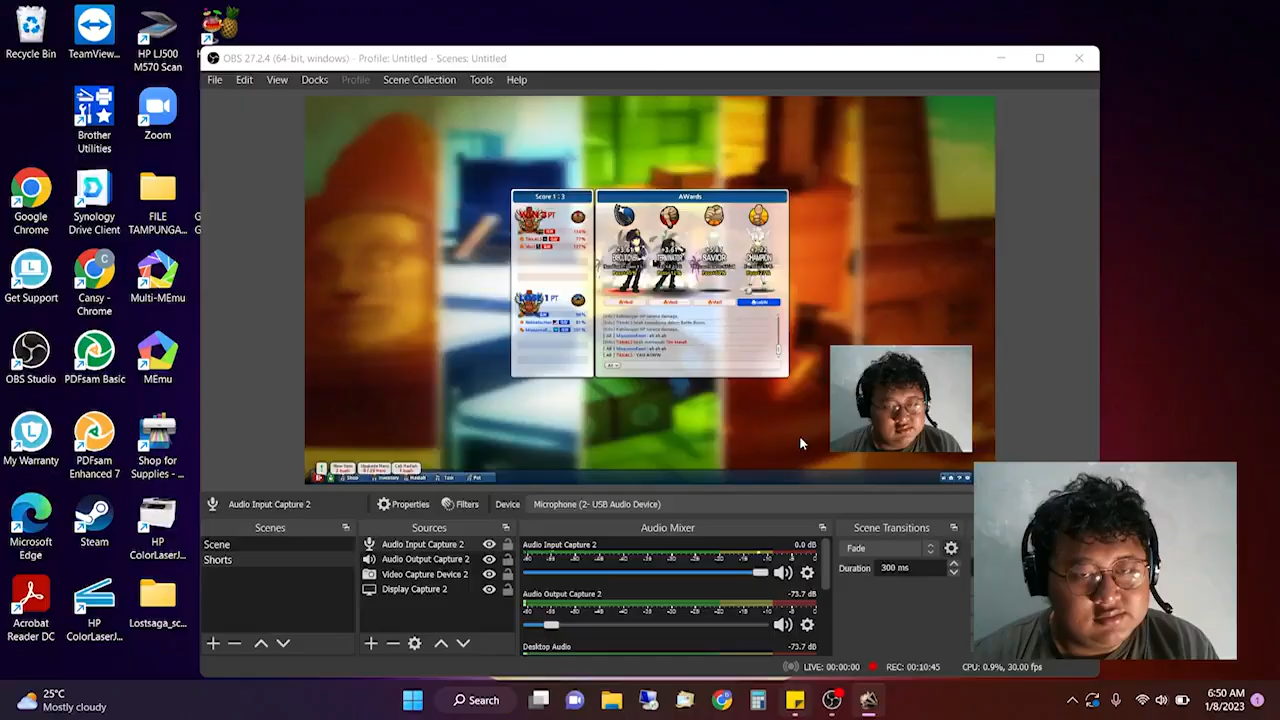 Recycle Bin
TeamView...
HP LJ500
M570 Scan
Brother
Utilities
Zoom
Google
Chrome
Synology
Drive Client
FILE
TAMPUNGA...
Get Support
Cansy -
Chrome
Multi-MEmu
OBS Studio
PDFsam Basic
MEmu
My Warranty
PDFsam
Enhanced 7
Shop for
Supplies - ...
Microsoft
Edge
Steam
HP
ColorLaserJ...
Acrobat
Reader DC
HP
ColorLaserJ...
Lostsaga_sc...
OBS 27.2.4 (64-bit, windows) - Profile: Untitled - Scenes: Untitled
File Edit View Docks Profile Scene Collection Tools Help
Score 1 : 3
AWards
TERMINATOR
SAVIOR
CHAMPION
Audio Input Capture 2
Properties
Filters
Device
Microphone (2- USB Audio Device)
Scenes
Scene
Shorts
Sources
Audio Input Capture 2
Audio Output Capture 2
Video Capture Device 2
Display Capture 2
Audio Mixer
Audio Input Capture 2 0.0 dB
Audio Output Capture 2 -73.7 dB
Desktop Audio -73.7 dB
Scene Transitions
Fade
Duration 300 ms
LIVE: 00:00:00 REC: 00:10:45 CPU: 0.9%, 30.00 fps
25°C
Mostly cloudy
Search
6:50 AM
1/8/2023
1